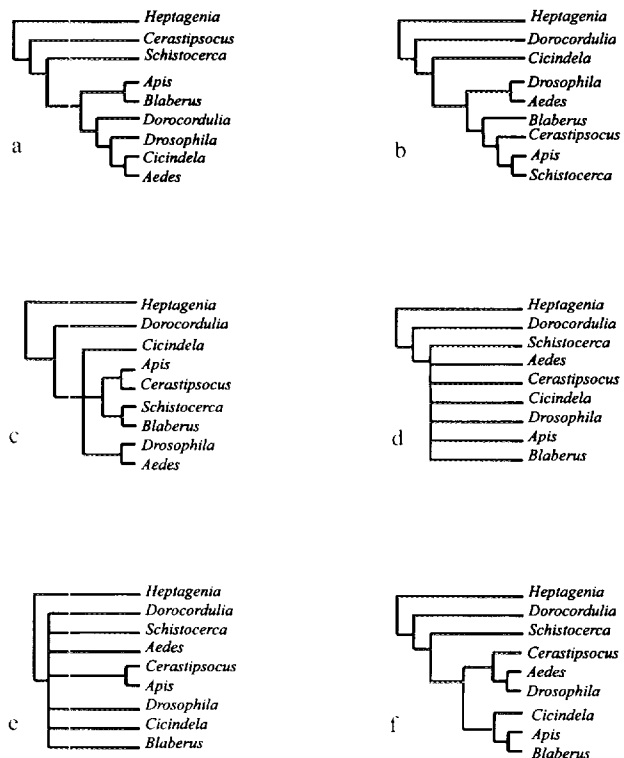 Heptagenia
Cerastipsocus
Schistocerca
Apis
Blaberus
Dorocordulia
Drosophila
Cicindela
Aedes
a
Heptagenia
Dorocordulia
Cicindela
Drosophila
Aedes
Blaberus
Cerastipsocus
Apis
Schistocerca
b
Heptagenia
Dorocordulia
Cicindela
Apis
Cerastipsocus
Schistocerca
Blaberus
Drosophila
Aedes
c
Heptagenia
Dorocordulia
Schistocerca
Aedes
Cerastipsocus
Cicindela
Drosophila
Apis
Blaberus
d
Heptagenia
Dorocordulia
Schistocerca
Aedes
Cerastipsocus
Apis
Drosophila
Cicindela
Blaberus
e
Heptagenia
Dorocordulia
Schistocerca
Cerastipsocus
Aedes
Drosophila
Cicindela
Apis
Blaberus
f